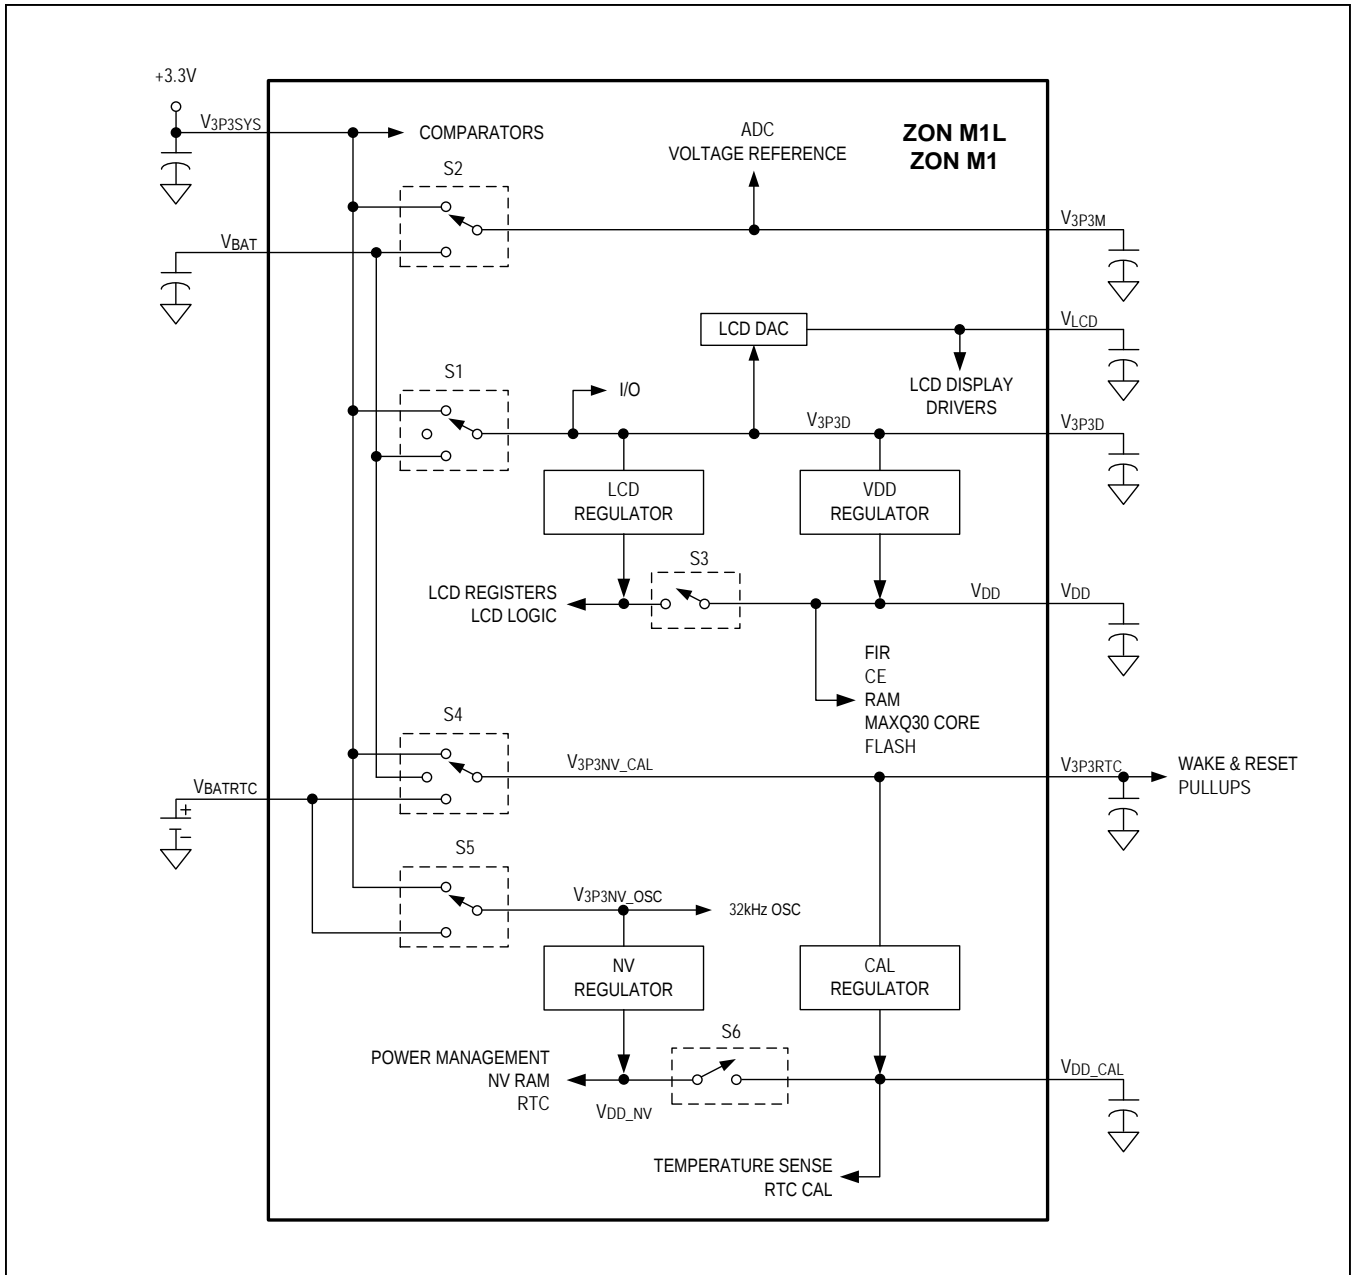 +3.3V
V3P3SYS
COMPARATORS
ADC
VOLTAGE REFERENCE
ZON M1L
ZON M1
S2
VBAT
V3P3M
LCD DAC
VLCD
LCD DISPLAY
DRIVERS
S1
I/O
V3P3D
V3P3D
LCD
REGULATOR
VDD
REGULATOR
S3
LCD REGISTERS
LCD LOGIC
VDD
VDD
FIR
CE
RAM
MAXQ30 CORE
FLASH
S4
V3P3NV_CAL
V3P3RTC
WAKE & RESET
PULLUPS
VBATRTC
+
–
S5
V3P3NV_OSC
32kHz OSC
NV
REGULATOR
CAL
REGULATOR
S6
POWER MANAGEMENT
NV RAM
RTC
VDD_NV
VDD_CAL
TEMPERATURE SENSE
RTC CAL